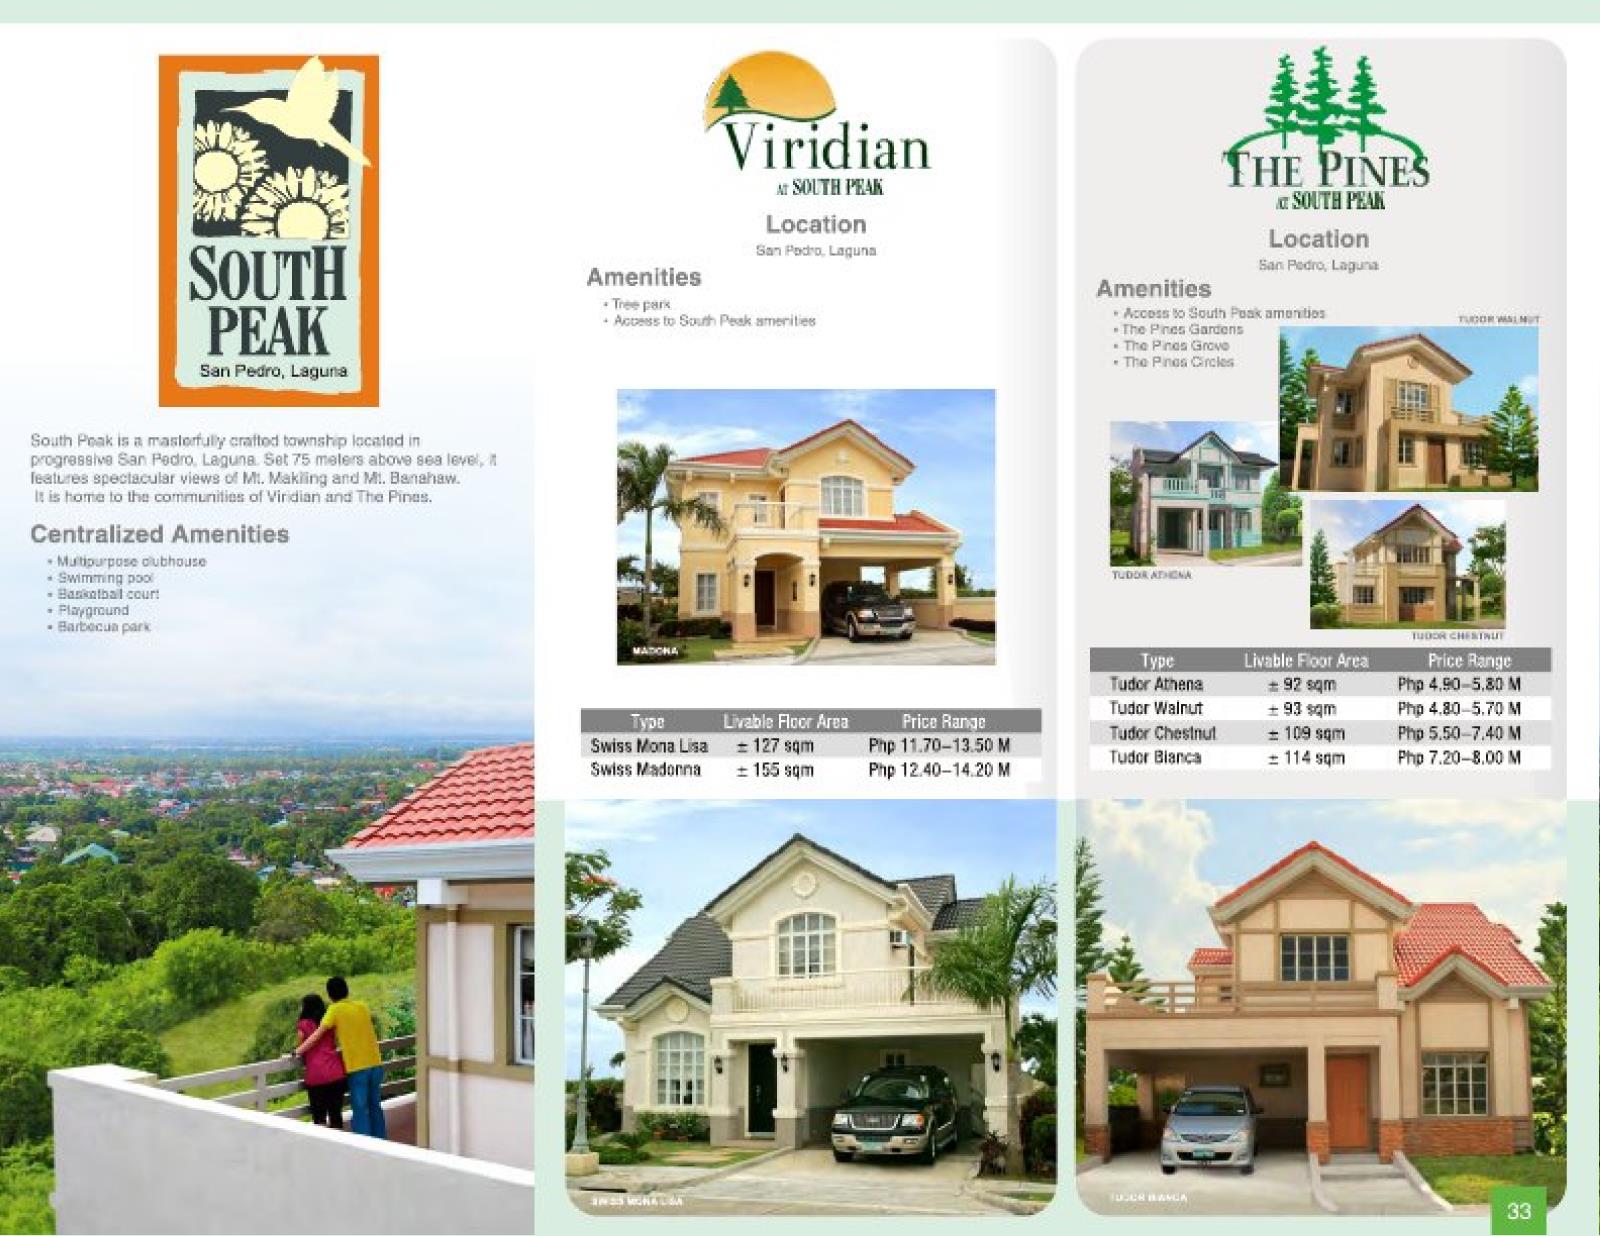 SOUTH
PEAK
San Pedro, Laguna
South Peak is a masterfully crafted township located in
progressive San Pedro, Laguna. Set 75 meters above sea level, it
features spectacular views of Mt. Makiling and Mt. Banahaw.
It is home to the communities of Viridian and The Pines.
Centralized Amenities
• Multipurpose clubhouse
• Swimming pool
• Basketball court
• Playground
• Barbecue park
Viridian
AT SOUTH PEAK
Location
San Pedro, Laguna
Amenities
• Tree park
• Access to South Peak amenities
MADONA
Type Livable Floor Area Price Range
Swiss Mona Lisa ± 127 sqm Php 11.70–13.50 M
Swiss Madonna ± 155 sqm Php 12.40–14.20 M
SWISS MONA LISA
THE PINES
AT SOUTH PEAK
Location
San Pedro, Laguna
Amenities
• Access to South Peak amenities
• The Pines Gardens
• The Pines Grove
• The Pines Circles
TUDOR WALNUT
TUDOR ATHENA
TUDOR CHESTNUT
Type Livable Floor Area Price Range
Tudor Athena ± 92 sqm Php 4.90–5.80 M
Tudor Walnut ± 93 sqm Php 4.80–5.70 M
Tudor Chestnut ± 109 sqm Php 5.50–7.40 M
Tudor Bianca ± 114 sqm Php 7.20–8.00 M
TUDOR BIANCA
33